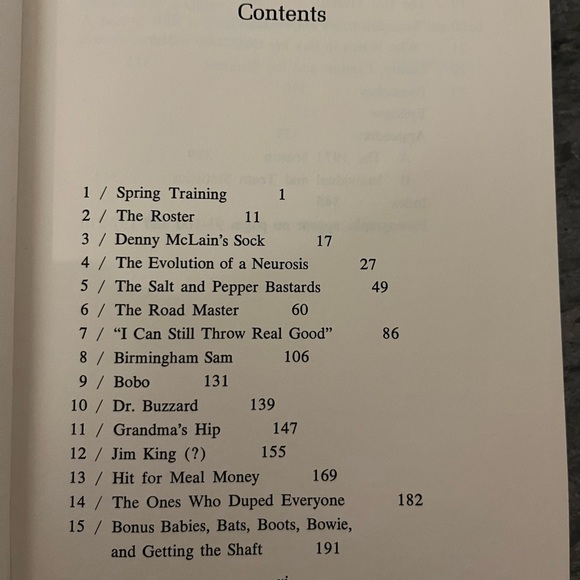 Contents
1 / Spring Training 1
2 / The Roster 11
3 / Denny McLain's Sock 17
4 / The Evolution of a Neurosis 27
5 / The Salt and Pepper Bastards 49
6 / The Road Master 60
7 / "I Can Still Throw Real Good" 86
8 / Birmingham Sam 106
9 / Bobo 131
10 / Dr. Buzzard 139
11 / Grandma's Hip 147
12 / Jim King (?) 155
13 / Hit for Meal Money 169
14 / The Ones Who Duped Everyone 182
15 / Bonus Babies, Bats, Boots, Bowie,
and Getting the Shaft 191